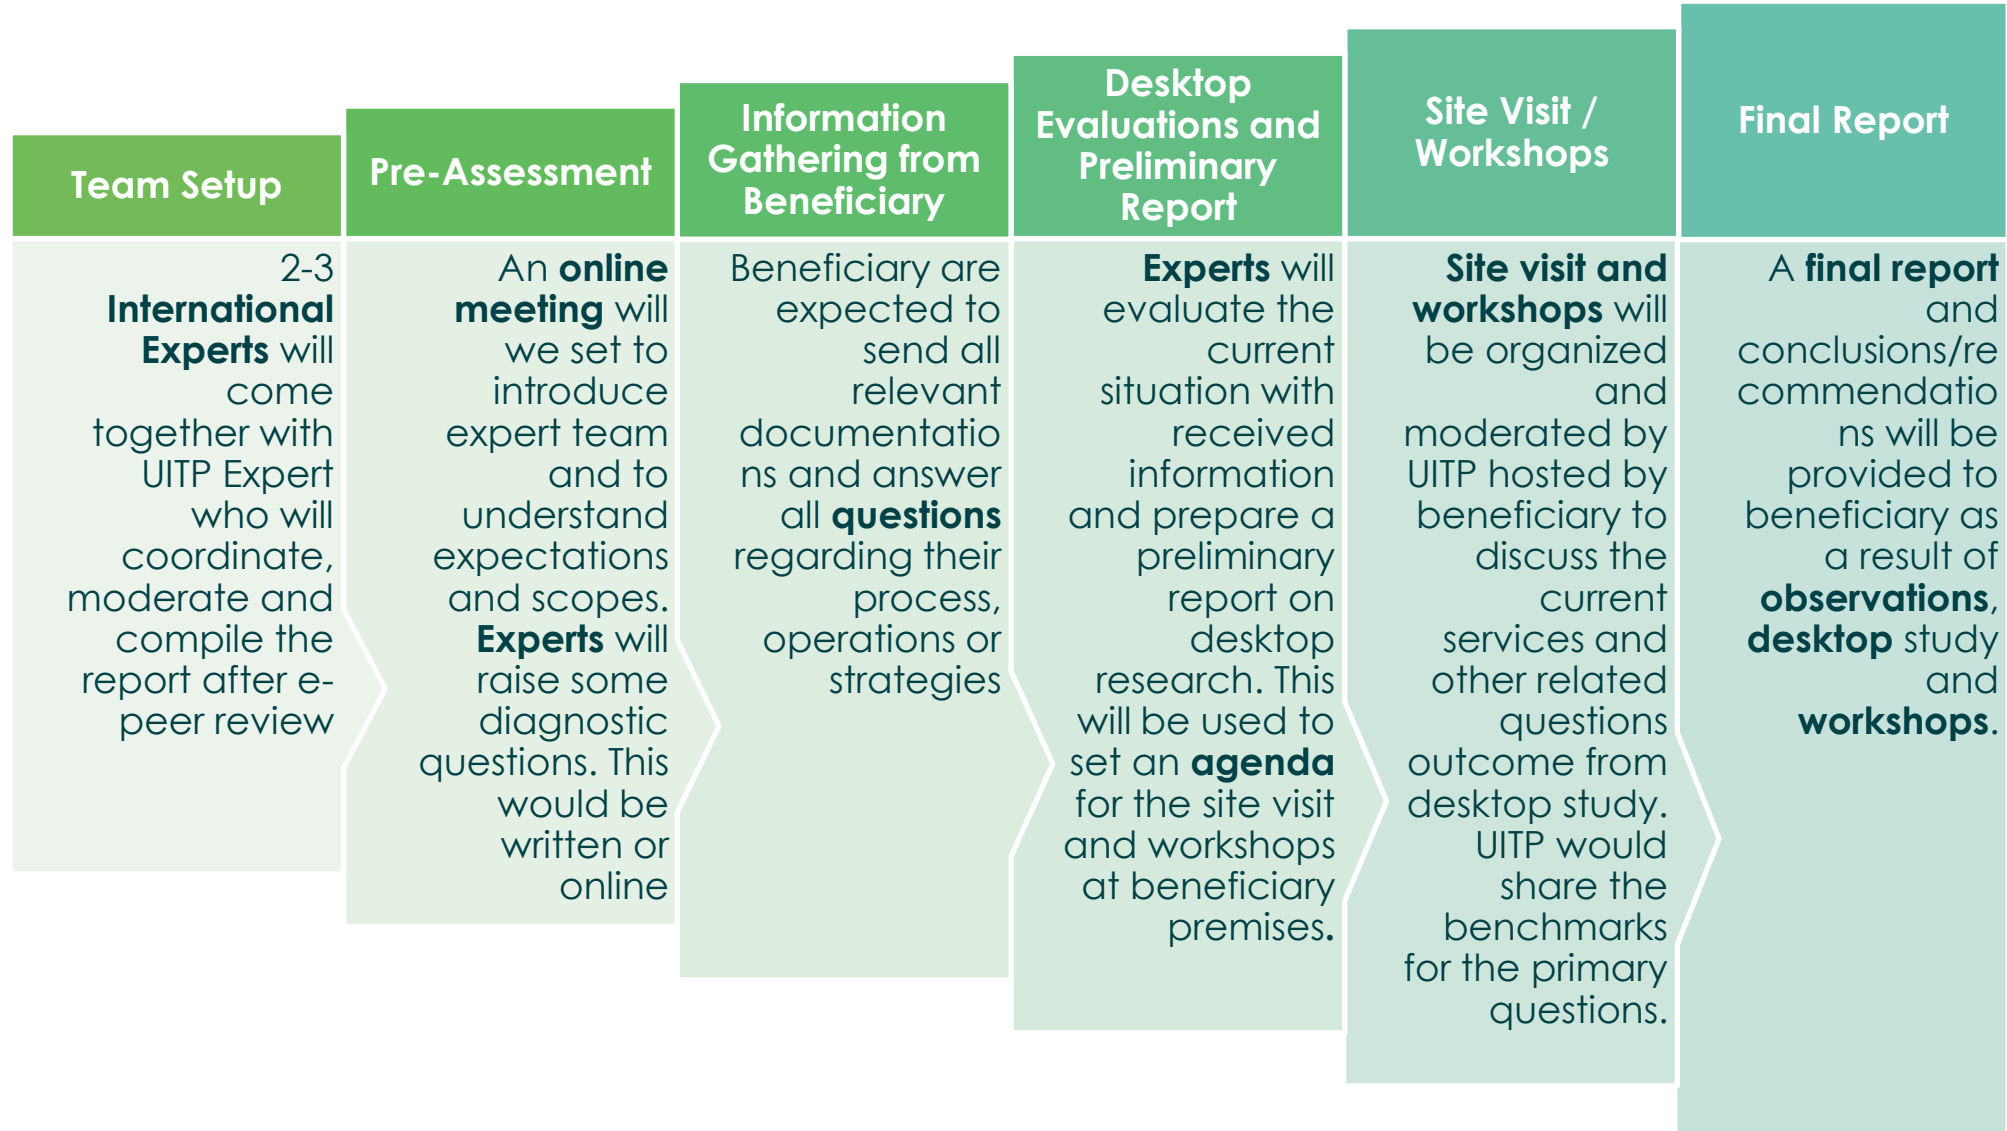 Team Setup
2-3
International
Experts will
come
together with
UITP Expert
who will
coordinate,
moderate and
compile the
report after e-
peer review
Pre-Assessment
An online
meeting will
we set to
introduce
expert team
and to
understand
expectations
and scopes.
Experts will
raise some
diagnostic
questions. This
would be
written or
online
Information
Gathering from
Beneficiary
Beneficiary are
expected to
send all
relevant
documentatio
ns and answer
all questions
regarding their
process,
operations or
strategies
Desktop
Evaluations and
Preliminary
Report
Experts will
evaluate the
current
situation with
received
information
and prepare a
preliminary
report on
desktop
research. This
will be used to
set an agenda
for the site visit
and workshops
at beneficiary
premises.
Site Visit /
Workshops
Site visit and
workshops will
be organized
and
moderated by
UITP hosted by
beneficiary to
discuss the
current
services and
other related
questions
outcome from
desktop study.
UITP would
share the
benchmarks
for the primary
questions.
Final Report
A final report
and
conclusions/re
commendatio
ns will be
provided to
beneficiary as
a result of
observations,
desktop study
and
workshops.